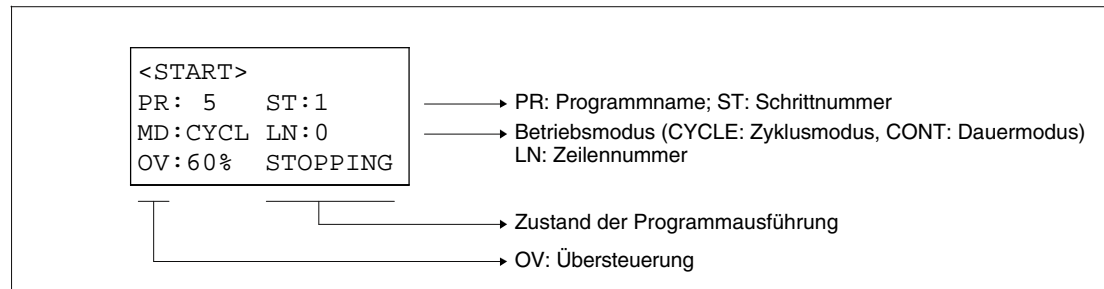 <START>
PR: 5 ST:1
MD:CYCL LN:0
OV:60% STOPPING
PR: Programmname; ST: Schrittnummer
Betriebsmodus (CYCLE: Zyklusmodus, CONT: Dauermodus)
LN: Zeilennummer
Zustand der Programmausführung
OV: Übersteuerung